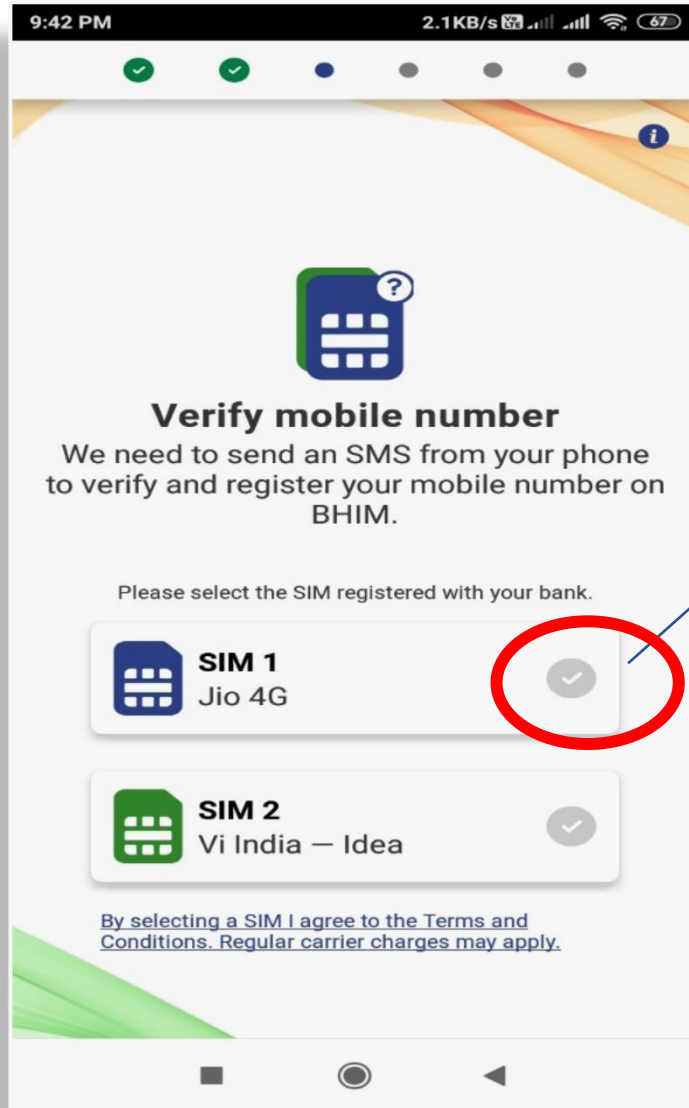 9:42 PM 2.1KB/s Vo LTE 67
i
?
Verify mobile number
We need to send an SMS from your phone
to verify and register your mobile number on
BHIM.
Please select the SIM registered with your bank.
SIM 1
Jio 4G
SIM 2
Vi India — Idea
By selecting a SIM I agree to the Terms and
Conditions. Regular carrier charges may apply.